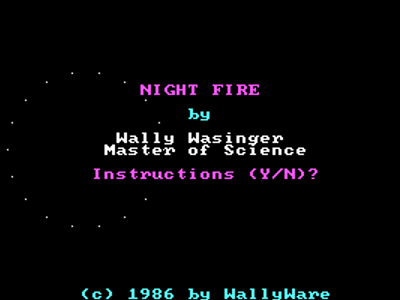 NIGHT FIRE
by
Wally Wasinger
Master of Science
Instructions (Y/N)?
(c) 1986 by WallyWare